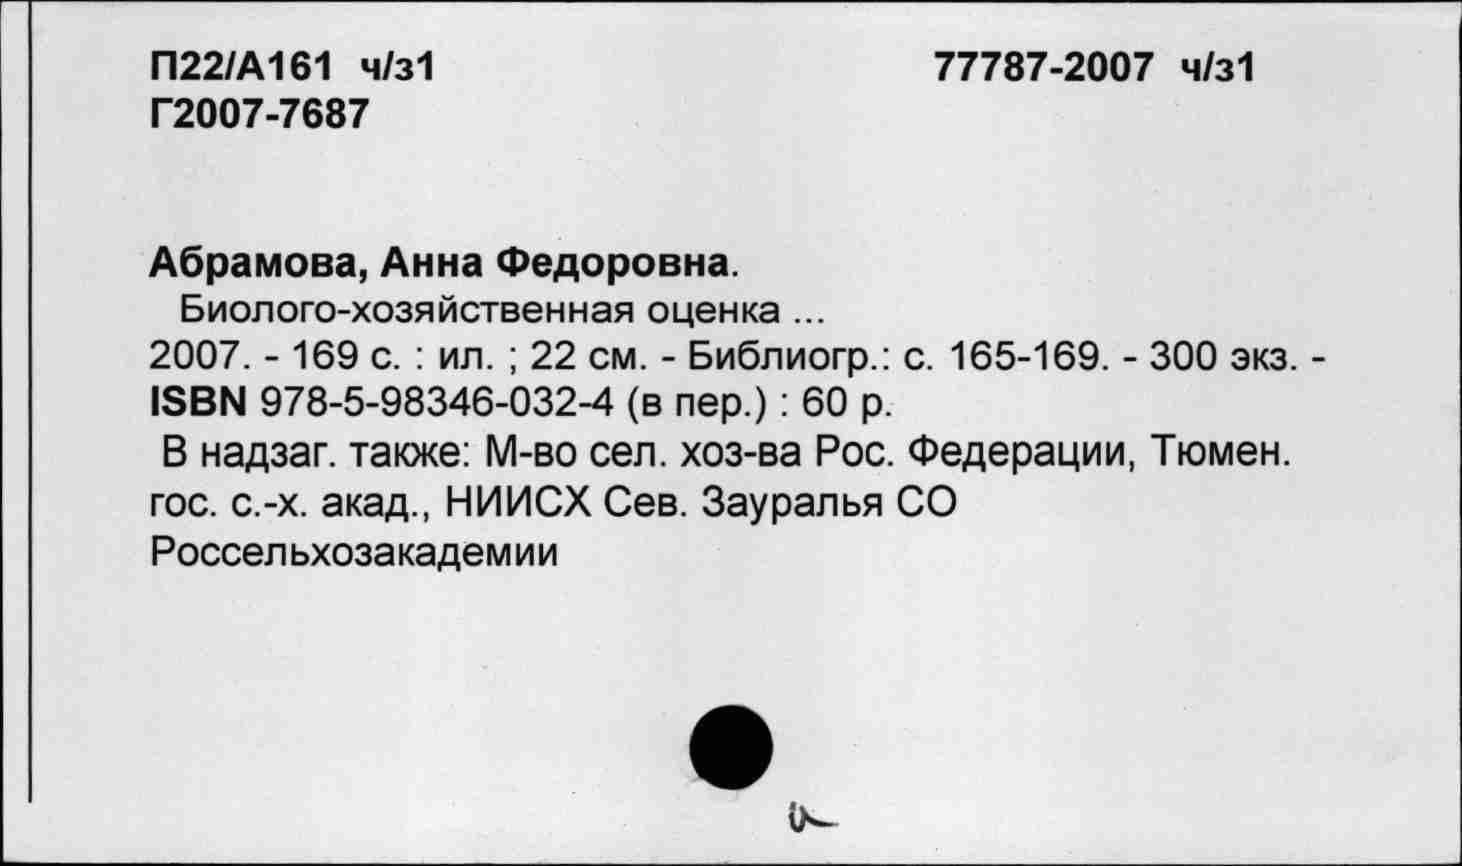 П22/А161 ч/з1 77787-2007 ч/з1
Г2007-7687
Абрамова, Анна Федоровна.
Биолого-хозяйственная оценка ...
2007. - 169 с. : ил. ; 22 см. - Библиогр.: с. 165-169. - 300 экз. -
ISBN 978-5-98346-032-4 (в пер.) : 60 р.
В надзаг. также: М-во сел. хоз-ва Рос. Федерации, Тюмен.
гос. с.-х. акад., НИИСХ Сев. Зауралья СО
Россельхозакадемии